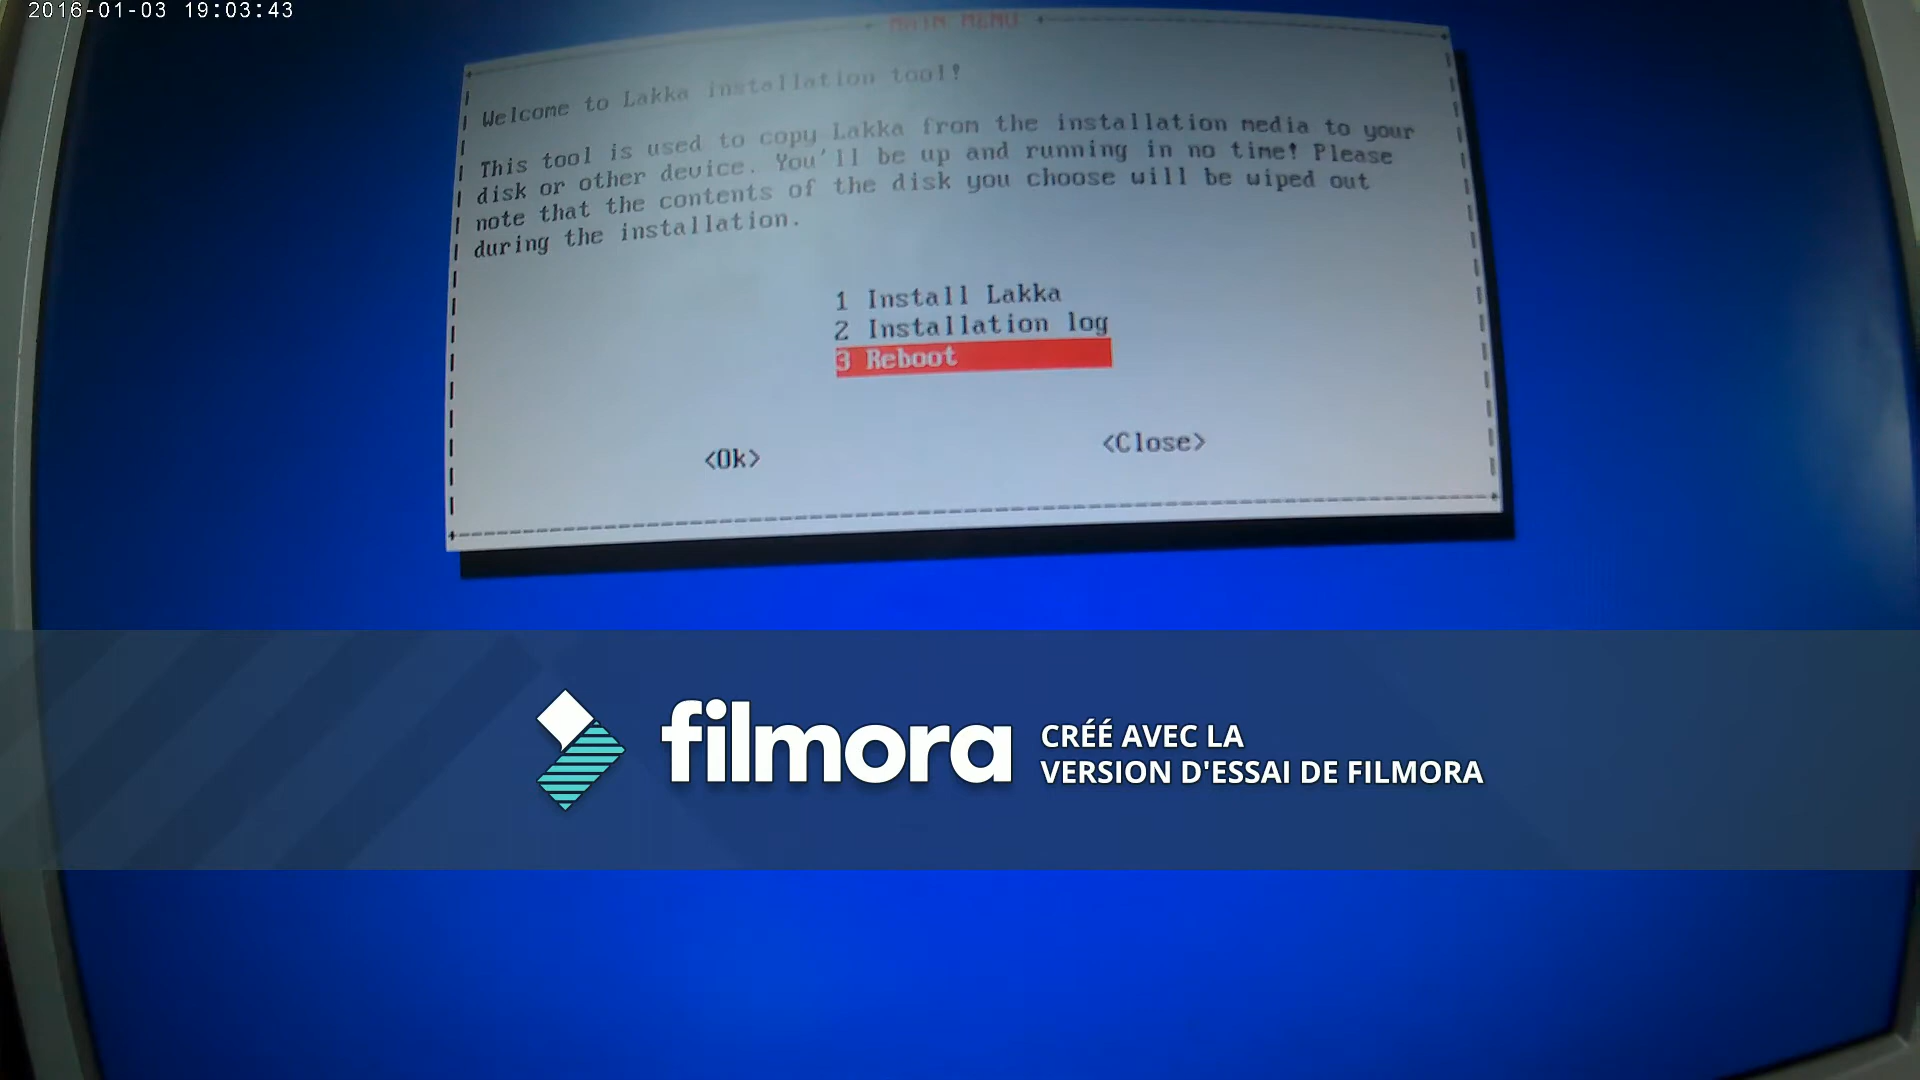 2016-01-03 19:03:43
MAIN MENU
Welcome to Lakka installation tool!
This tool is used to copy Lakka from the installation media to your
disk or other device. You'll be up and running in no time! Please
note that the contents of the disk you choose will be wiped out
during the installation.
1 Install Lakka
2 Installation log
3 Reboot
<Ok> <Close>
filmora
CRÉÉ AVEC LA
VERSION D'ESSAI DE FILMORA